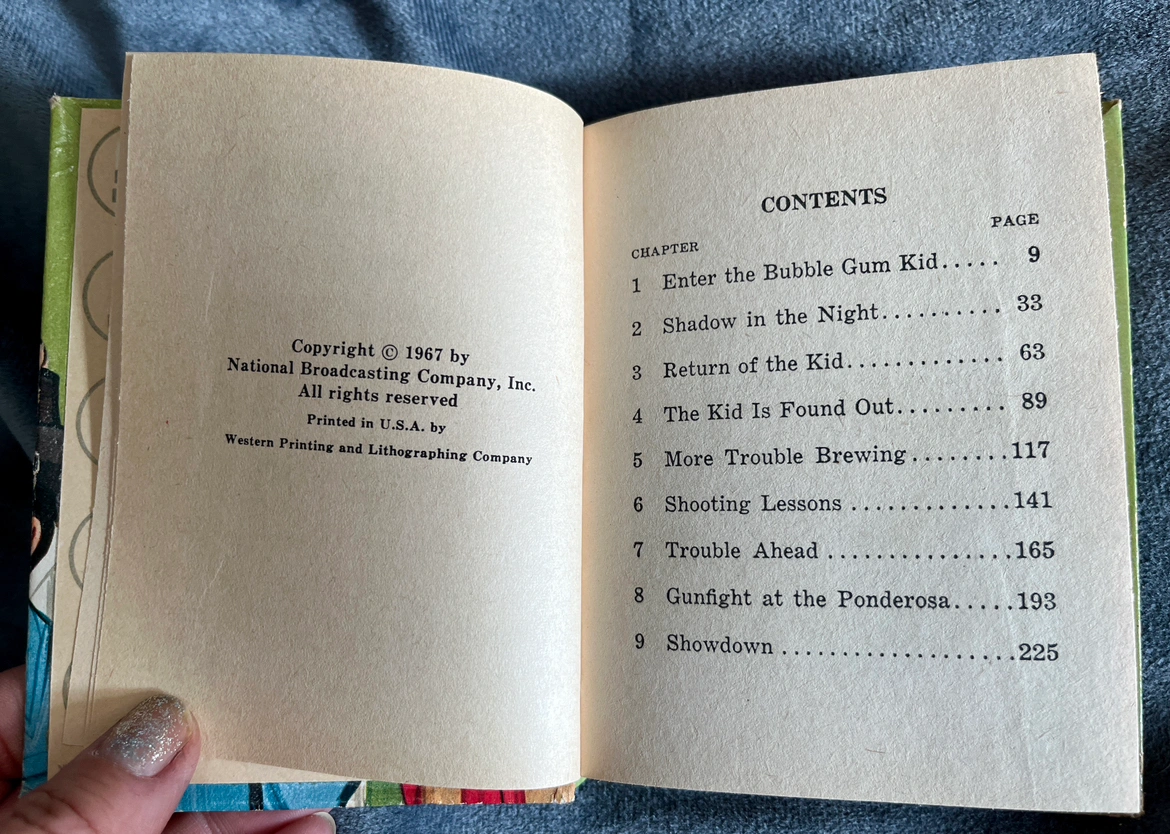 Copyright © 1967 by
National Broadcasting Company, Inc.
All rights reserved
Printed in U.S.A. by
Western Printing and Lithographing Company
CONTENTS
CHAPTER PAGE
1 Enter the Bubble Gum Kid..... 9
2 Shadow in the Night.......... 33
3 Return of the Kid............ 63
4 The Kid Is Found Out......... 89
5 More Trouble Brewing ........117
6 Shooting Lessons .............141
7 Trouble Ahead ...............165
8 Gunfight at the Ponderosa.....193
9 Showdown ...................225